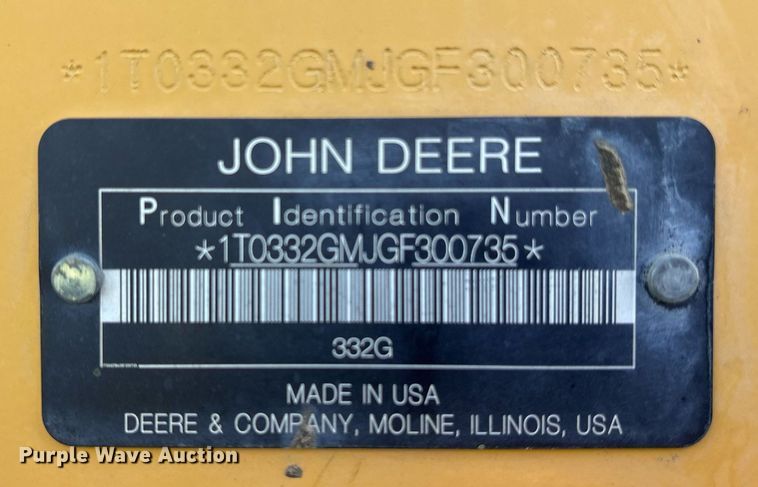 *1T0332GMJGF300735*
JOHN DEERE
Product Identification Number
*1T0332GMJGF300735*
332G
MADE IN USA
DEERE & COMPANY, MOLINE, ILLINOIS, USA
Purple Wave Auction